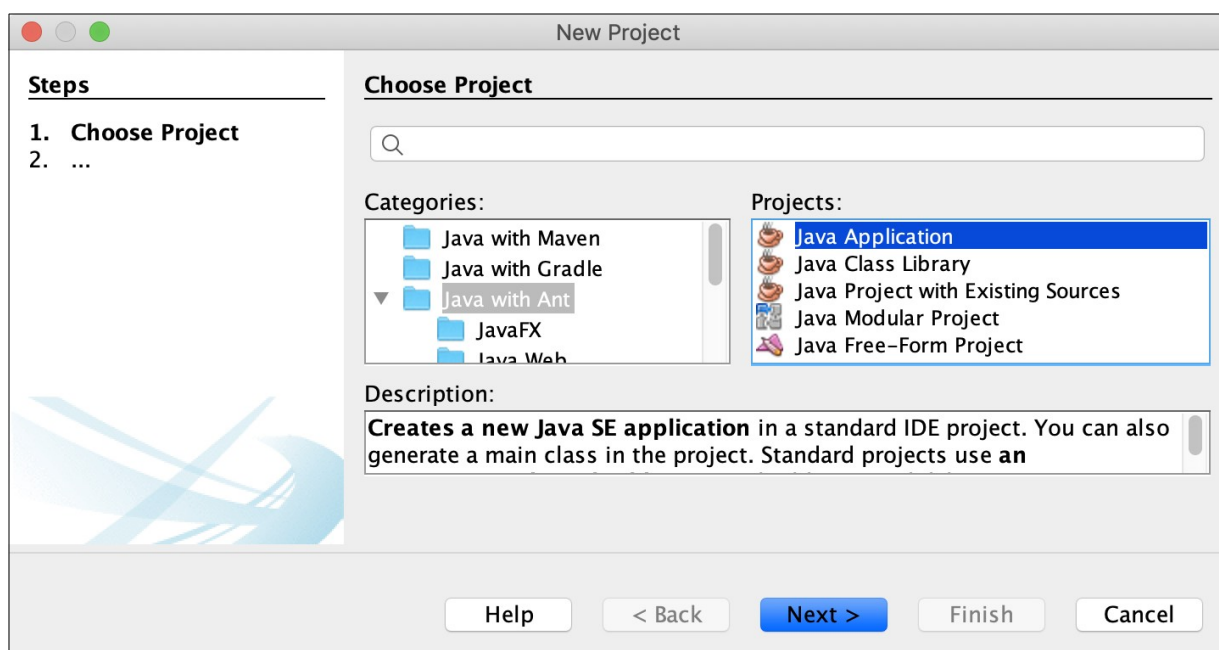 New Project
Steps
1. Choose Project
2. ...
Choose Project
Categories:
Java with Maven
Java with Gradle
Java with Ant
JavaFX
Java Web
Projects:
Java Application
Java Class Library
Java Project with Existing Sources
Java Modular Project
Java Free-Form Project
Description:
Creates a new Java SE application in a standard IDE project. You can also
generate a main class in the project. Standard projects use an
Help
< Back
Next >
Finish
Cancel